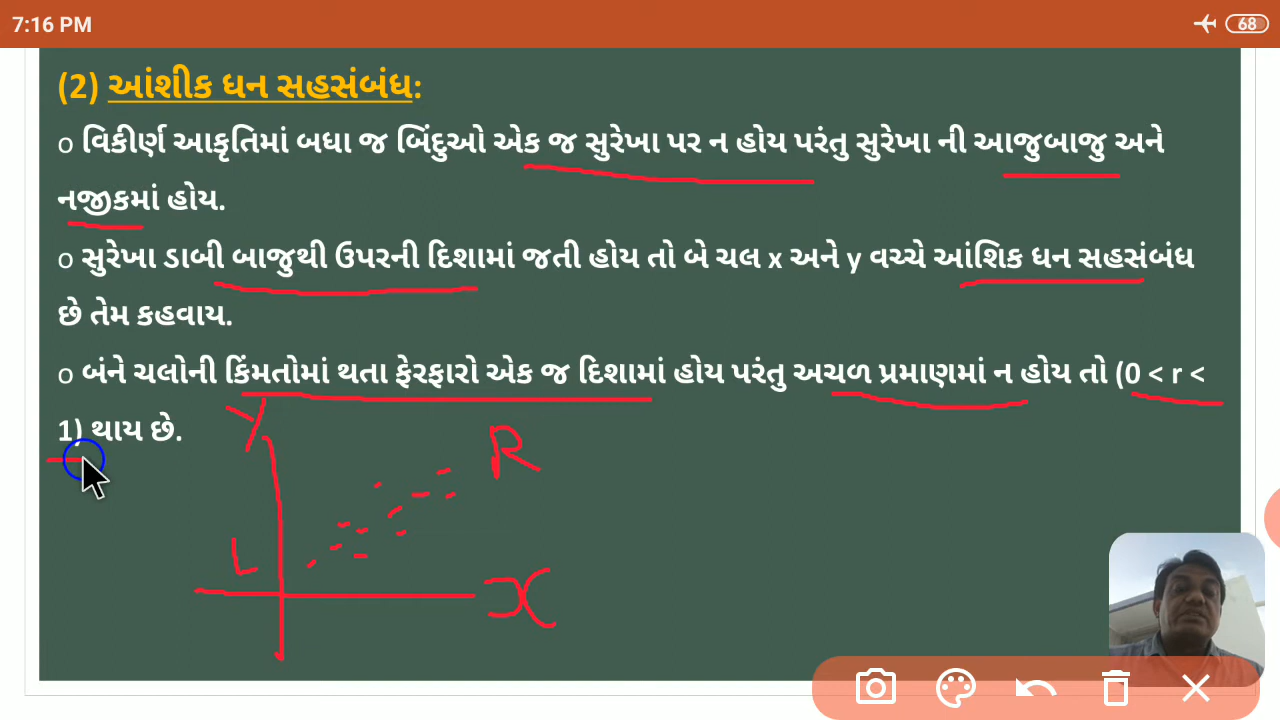 7:16 PM
68
(2) આંશીક ધન સહસંબંધ:
o વિકીર્ણ આકૃતિમાં બધા જ બિંદુઓ એક જ સુરેખા પર ન હોય પરંતુ સુરેખા ની આજુબાજુ અને
નજીકમાં હોય.
o સુરેખા ડાબી બાજુથી ઉપરની દિશામાં જતી હોય તો બે ચલ x અને y વચ્ચે આંશિક ધન સહસંબંધ
છે તેમ કહવાય.
o બંને ચલોની કિંમતોમાં થતા ફેરફારો એક જ દિશામાં હોય પરંતુ અચળ પ્રમાણમાં ન હોય તો (0 < r <
1) થાય છે.
Y
R
L
X